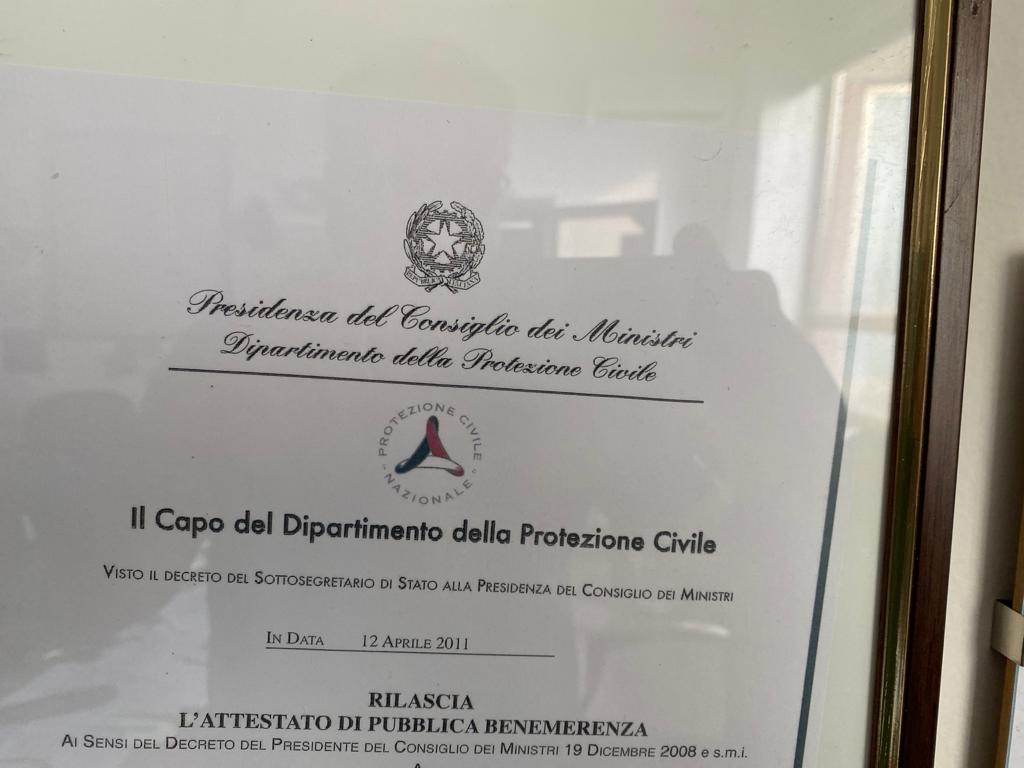 REPUBBLICA ITALIANA
Presidenza del Consiglio dei Ministri
Dipartimento della Protezione Civile
PROTEZIONE CIVILE
NAZIONALE
Il Capo del Dipartimento della Protezione Civile
VISTO IL DECRETO DEL SOTTOSEGRETARIO DI STATO ALLA PRESIDENZA DEL CONSIGLIO DEI MINISTRI
IN DATA 12 APRILE 2011
RILASCIA
L'ATTESTATO DI PUBBLICA BENEMERENZA
AI SENSI DEL DECRETO DEL PRESIDENTE DEL CONSIGLIO DEI MINISTRI 19 DICEMBRE 2008 e s.m.i.